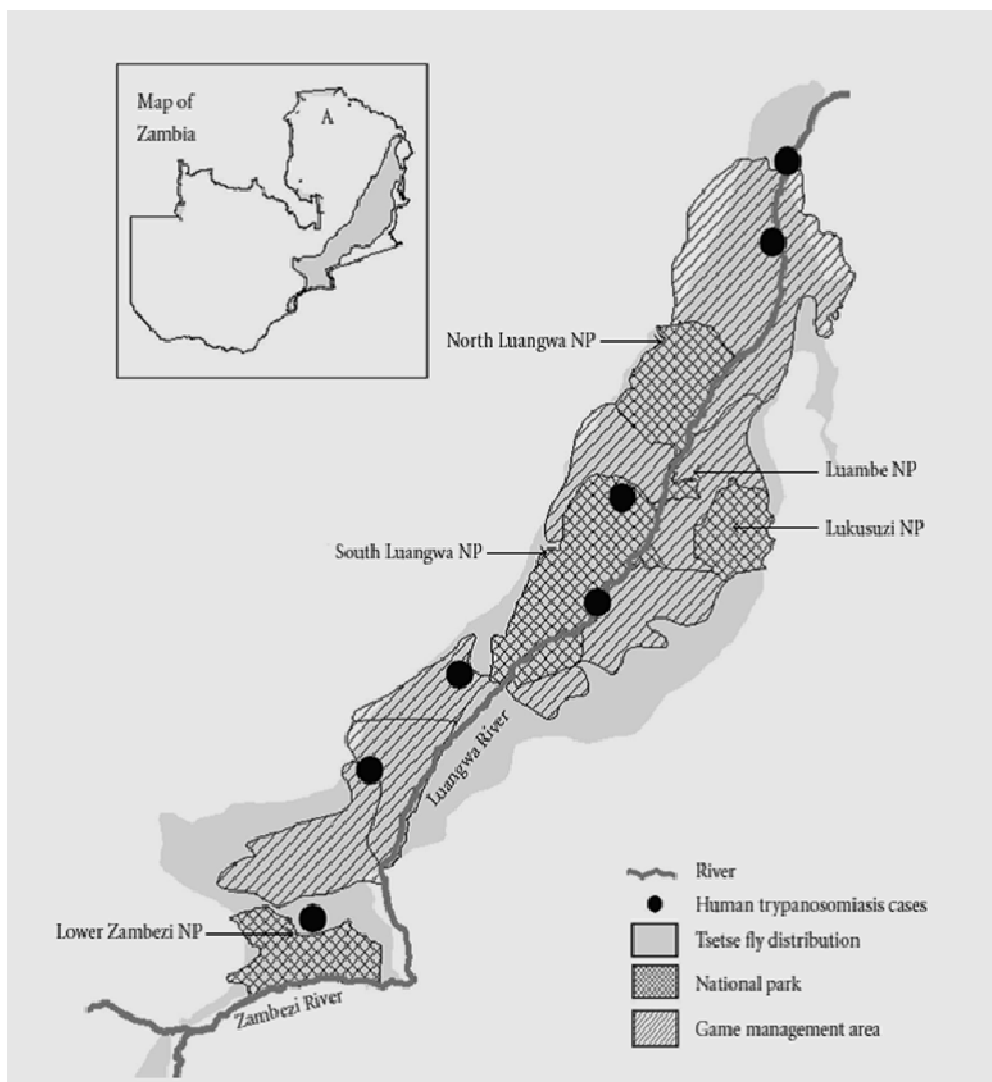 Map of
Zambia
A
North Luangwa NP
Luambe NP
Lukusuzi NP
South Luangwa NP
Luangwa River
River
Human trypanosomiasis cases
Lower Zambezi NP
Tsetse fly distribution
National park
Zambezi River
Game management area